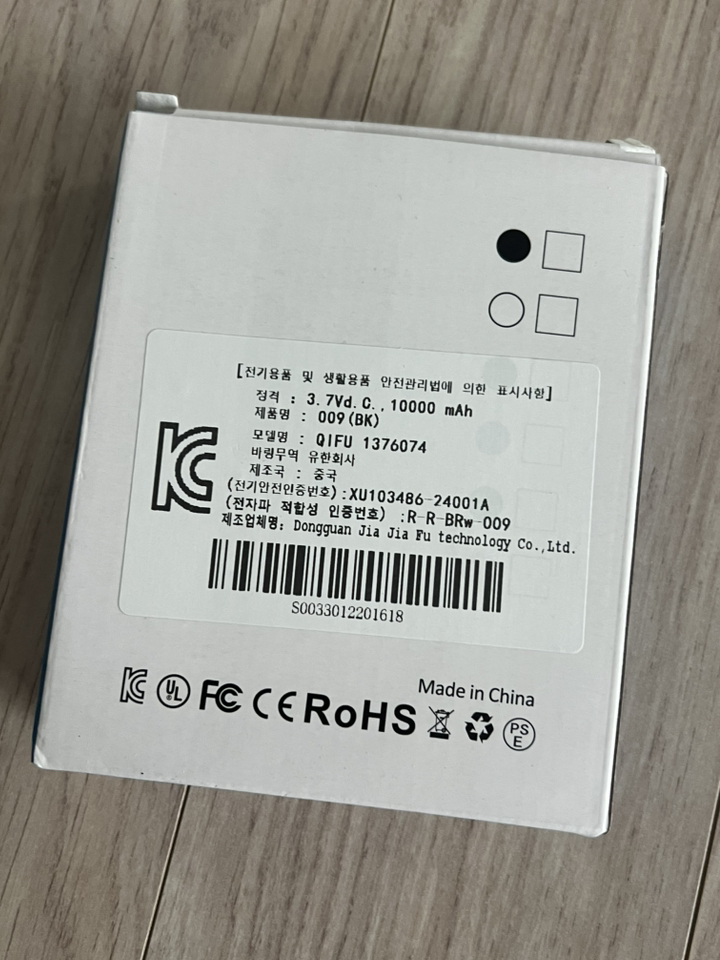 [전기용품 및 생활용품 안전관리법에 의한 표시사항]
정격 : 3.7Vd.C.,10000 mAh
제품명 : 009(BK)
모델명 : QIFU 1376074
바링무역 유한회사
제조국 : 중국
(전기안전인증번호):XU103486-24001A
(전자파 적합성 인증번호) :R-R-BRw-009
제조업체명: Dongguan Jia Jia Fu technology Co.,Ltd.
S0033012201618
Made in China
KC UL FC CE RoHS PSE